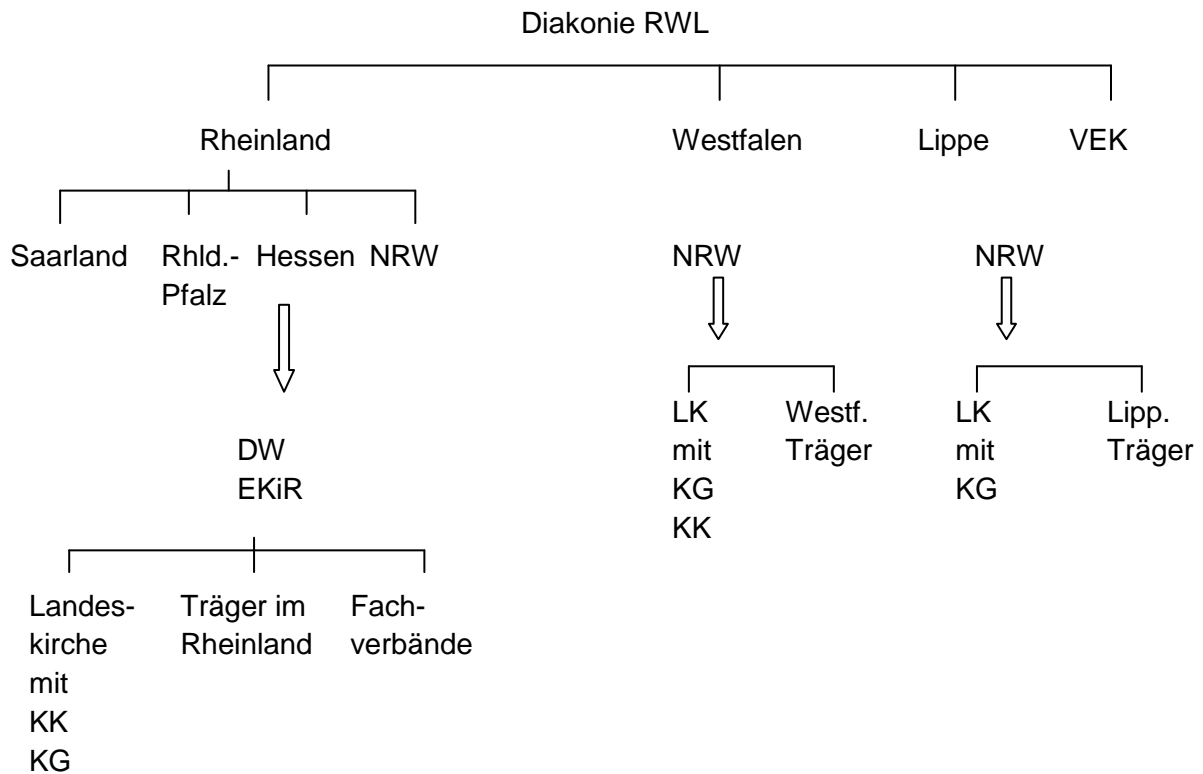 Diakonie RWL
Rheinland Westfalen Lippe VEK
Saarland Rhld.- Hessen NRW NRW NRW
Pfalz
LK Westf. LK Lipp.
mit Träger mit Träger
KG KG
KK
DW
EKiR
Landes- Träger im Fach-
kirche Rheinland verbände
mit
KK
KG